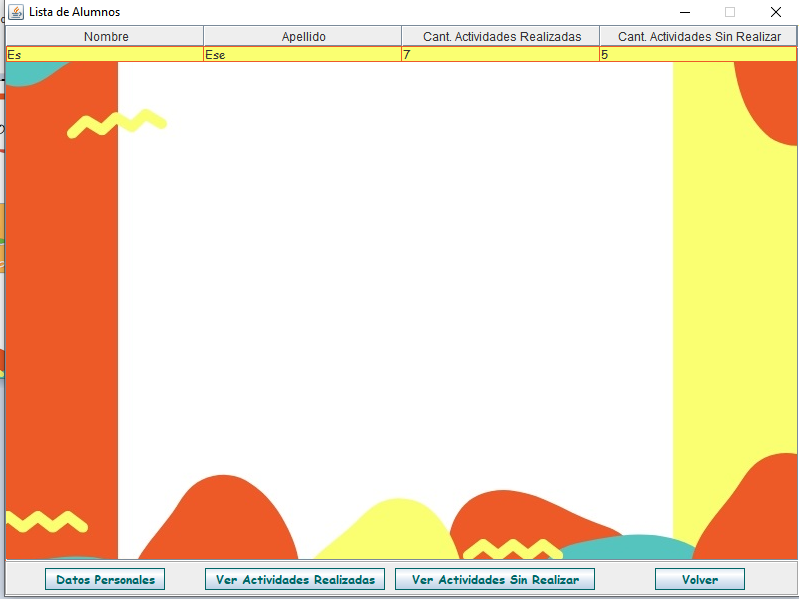 Lista de Alumnos
Nombre Apellido Cant. Actividades Realizadas Cant. Actividades Sin Realizar
Es Ese 7 5
Datos Personales Ver Actividades Realizadas Ver Actividades Sin Realizar Volver